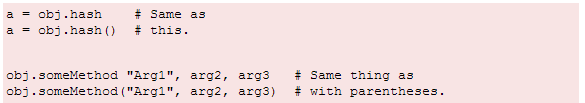 a = obj.hash    # Same as
a = obj.hash()  # this.
obj.someMethod "Arg1", arg2, arg3   # Same thing as
obj.someMethod("Arg1", arg2, arg3)  # with parentheses.